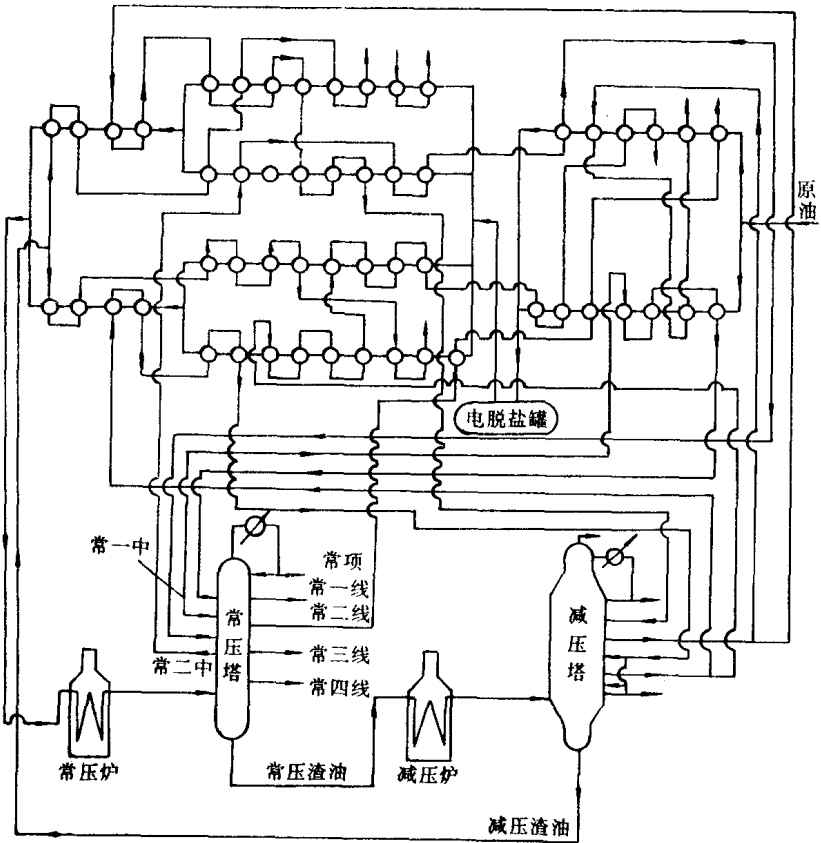 原
油
电脱盐罐
常一中
常项
常一线
常二线
常
压
塔
减
压
塔
常三线
常二中
常四线
常压炉
常压渣油
减压炉
减压渣油